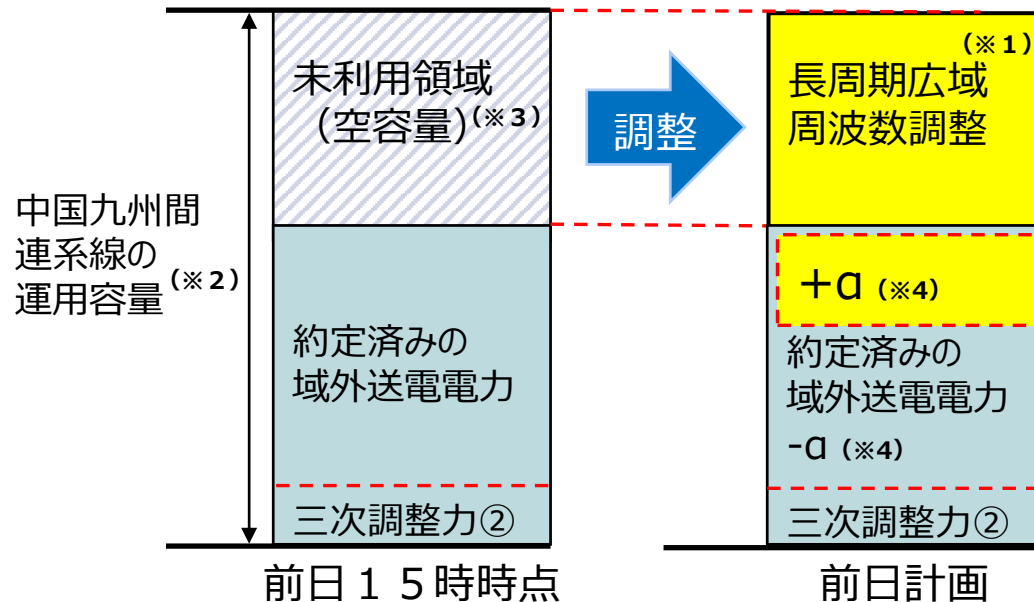 中国九州間
連系線の
運用容量(※2)
未利用領域
(空容量)(※3)
約定済みの
域外送電電力
三次調整力②
前日15時時点
調整
(※1)
長周期広域
周波数調整
+α(※4)
約定済みの
域外送電電力
-α(※4)
三次調整力②
前日計画